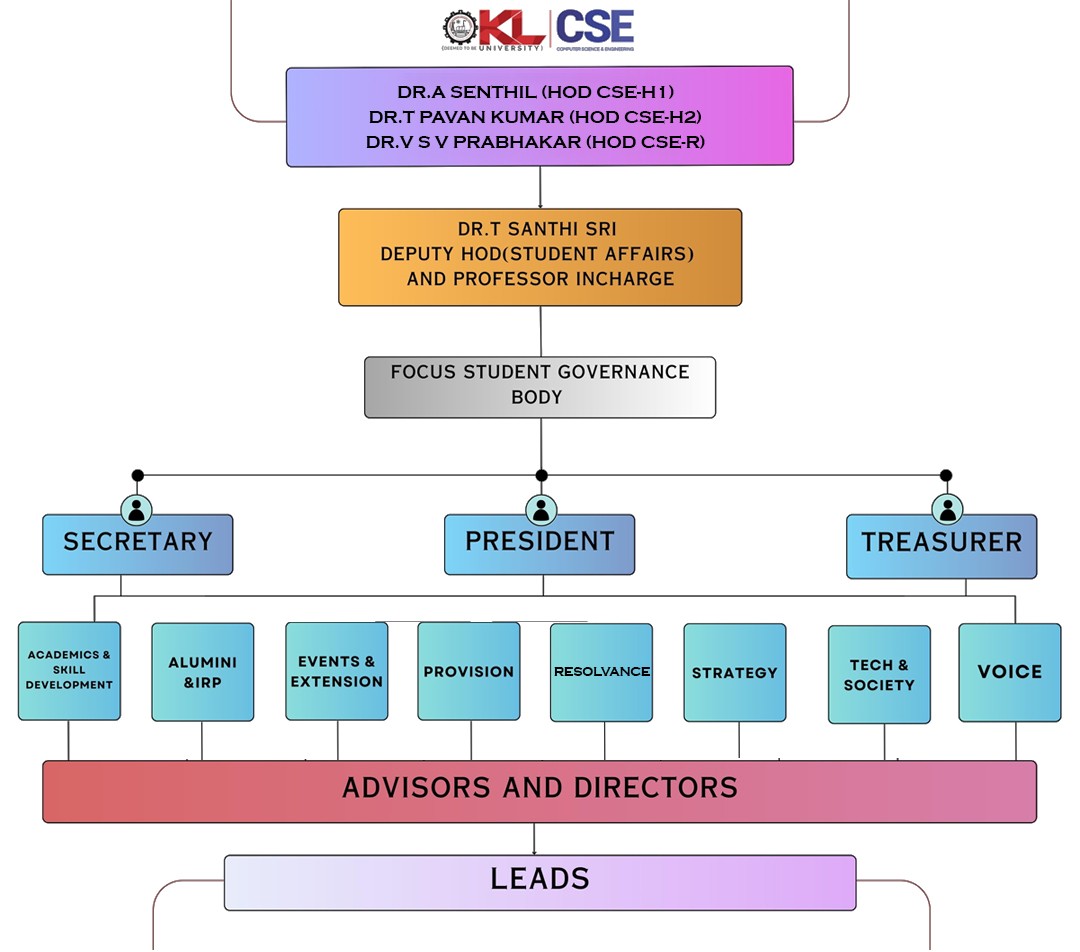 KL CSE
(DEEMED TO BE UNIVERSITY) COMPUTER SCIENCE & ENGINEERING
DR.A SENTHIL (HOD CSE-H1)
DR.T PAVAN KUMAR (HOD CSE-H2)
DR.V S V PRABHAKAR (HOD CSE-R)
DR.T SANTHI SRI
DEPUTY HOD(STUDENT AFFAIRS)
AND PROFESSOR INCHARGE
FOCUS STUDENT GOVERNANCE
BODY
SECRETARY
PRESIDENT
TREASURER
ACADEMICS &
SKILL
DEVELOPMENT
ALUMINI
&IRP
EVENTS &
EXTENSION
PROVISION
RESOLVANCE
STRATEGY
TECH &
SOCIETY
VOICE
ADVISORS AND DIRECTORS
LEADS